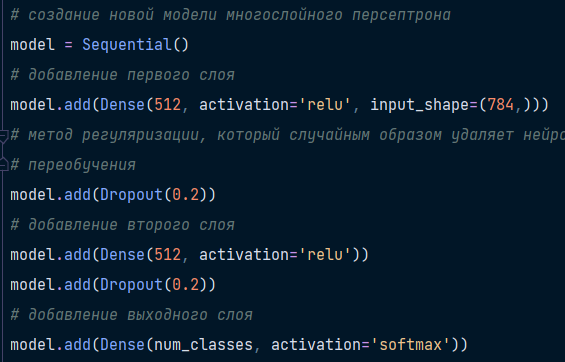 # создание новой модели многослойного персептрона
model = Sequential()
# добавление первого слоя
model.add(Dense(512, activation='relu', input_shape=(784,)))
# метод регуляризации, который случайным образом удаляет
# переобучения
model.add(Dropout(0.2))
# добавление второго слоя
model.add(Dense(512, activation='relu'))
model.add(Dropout(0.2))
# добавление выходного слоя
model.add(Dense(num_classes, activation='softmax'))